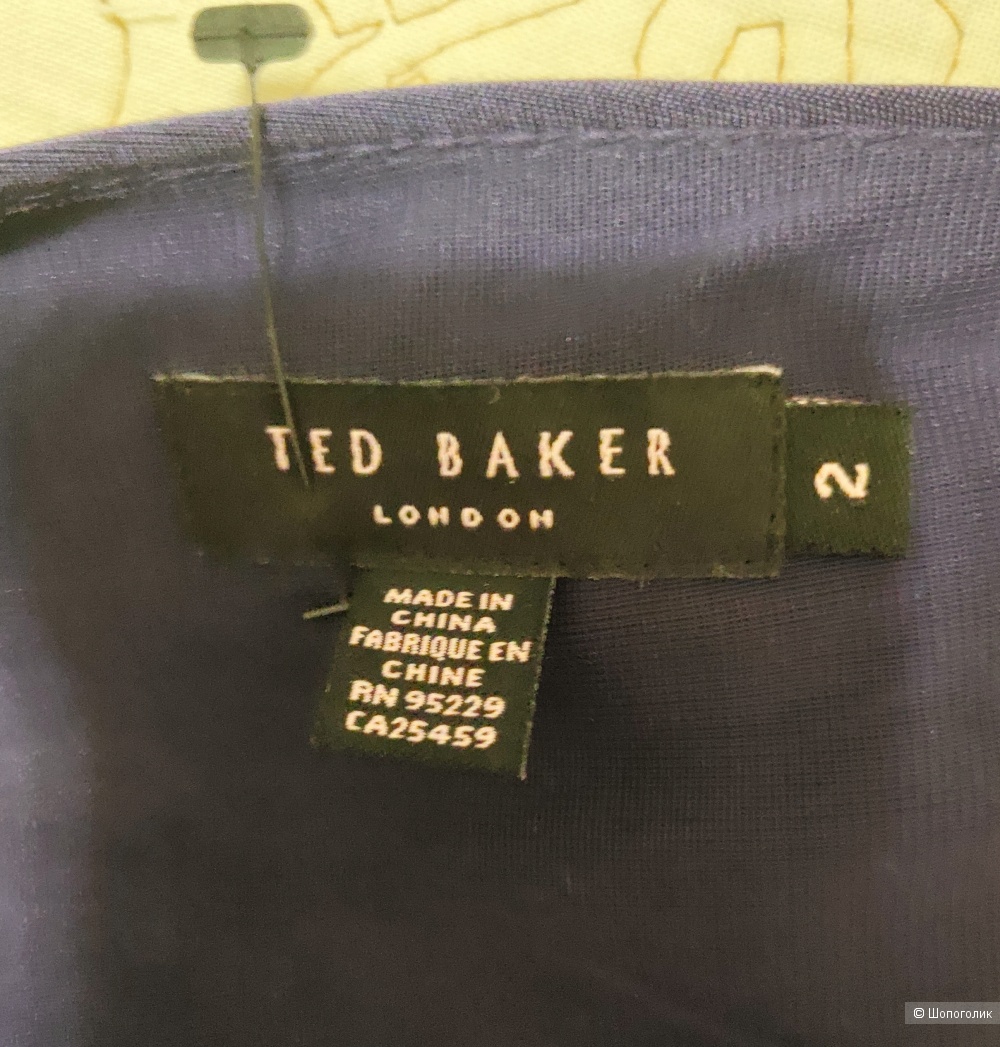 TED BAKER
LONDON
2
MADE IN
CHINA
FABRIQUE EN
CHINE
RN 95229
CA25459
© Шопоголик